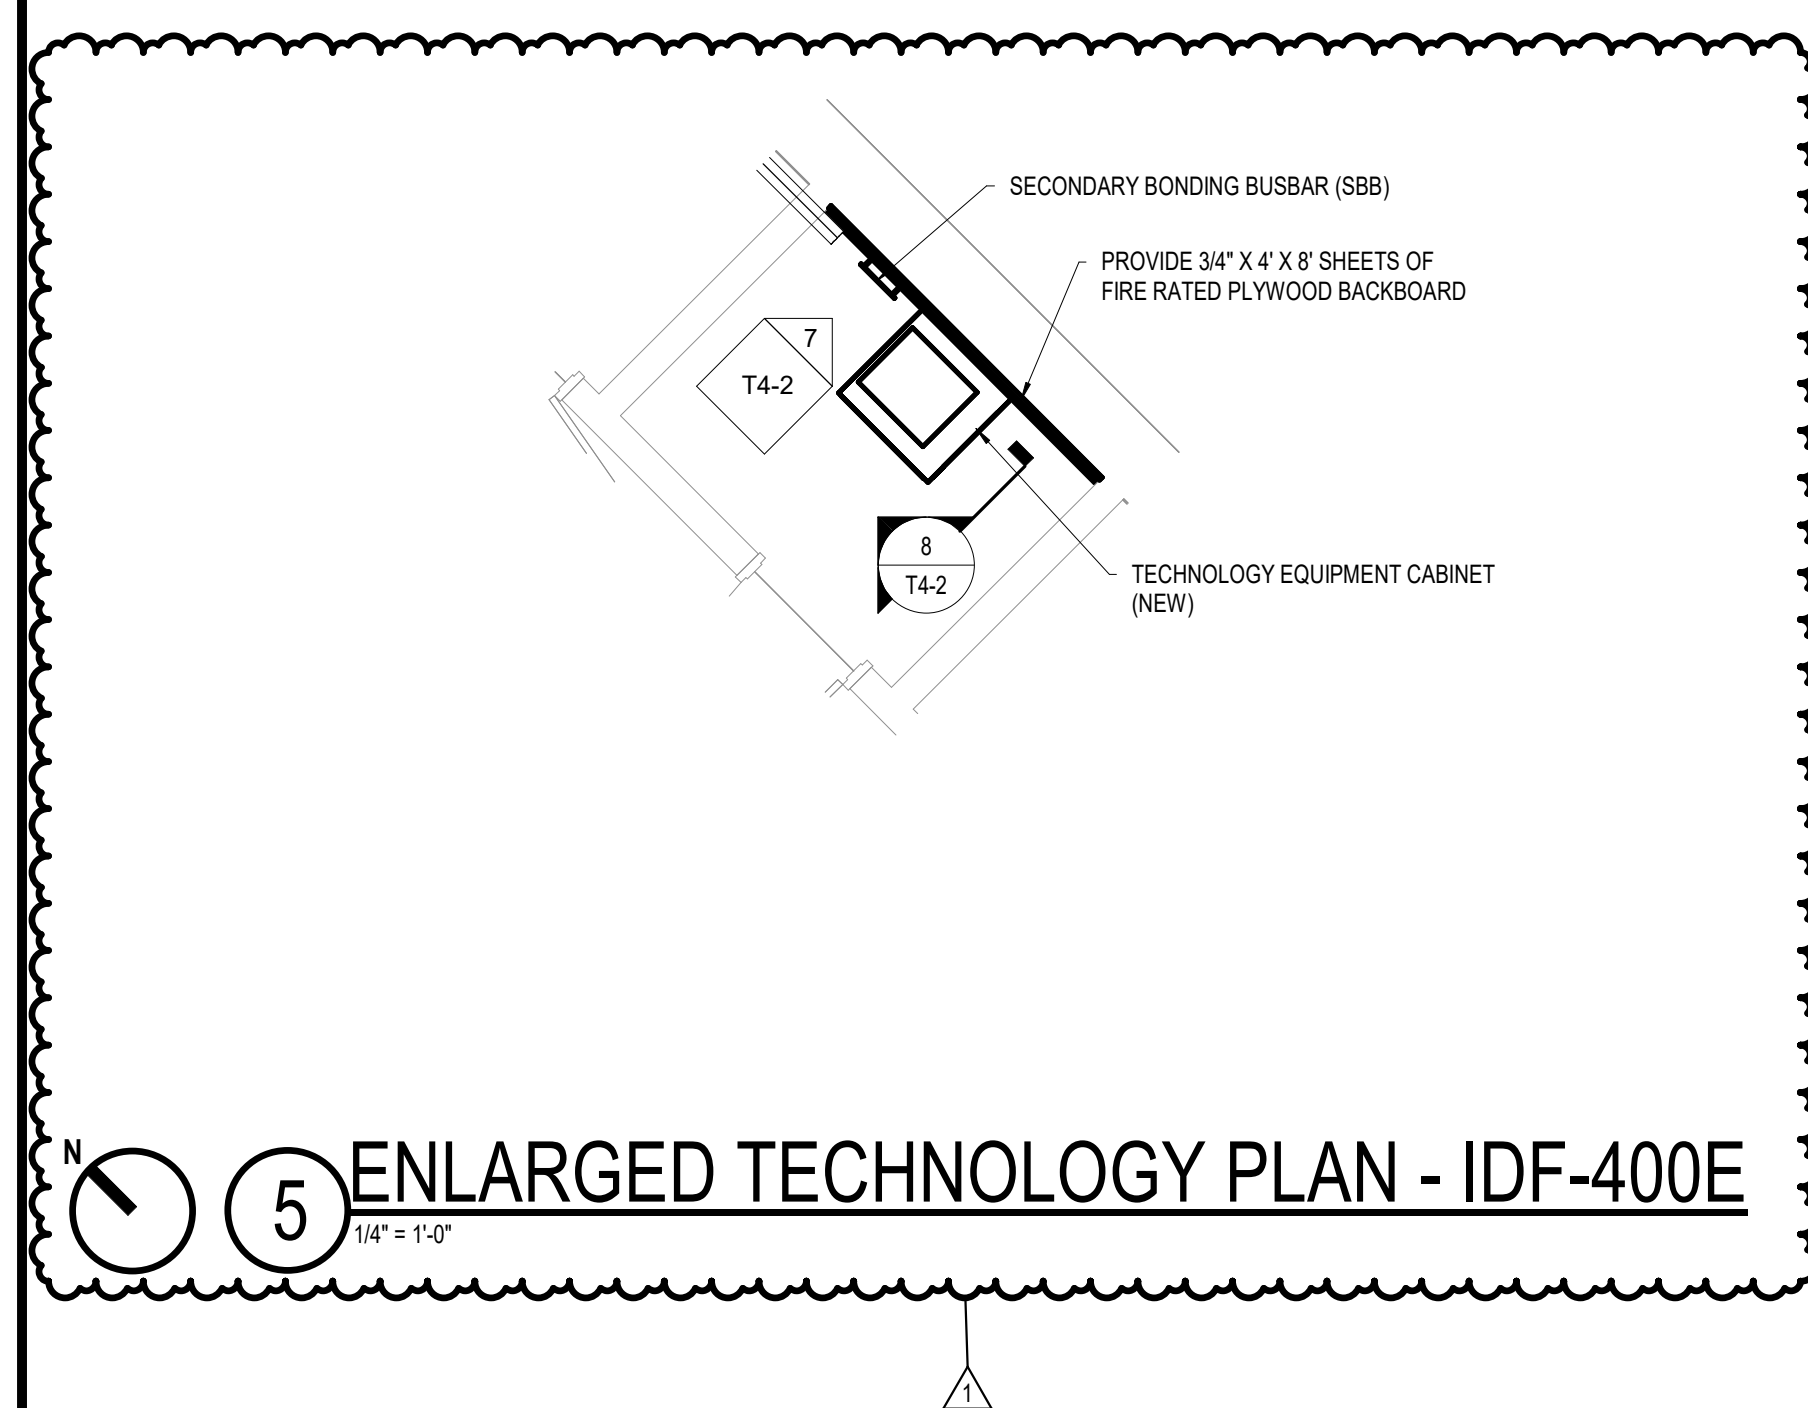 SECONDARY BONDING BUSBAR (SBB)
PROVIDE 3/4" X 4' X 8' SHEETS OF
FIRE RATED PLYWOOD BACKBOARD
7
T4-2
8
T4-2
TECHNOLOGY EQUIPMENT CABINET
(NEW)
N
5
ENLARGED TECHNOLOGY PLAN - IDF-400E
1/4" = 1'-0"
1